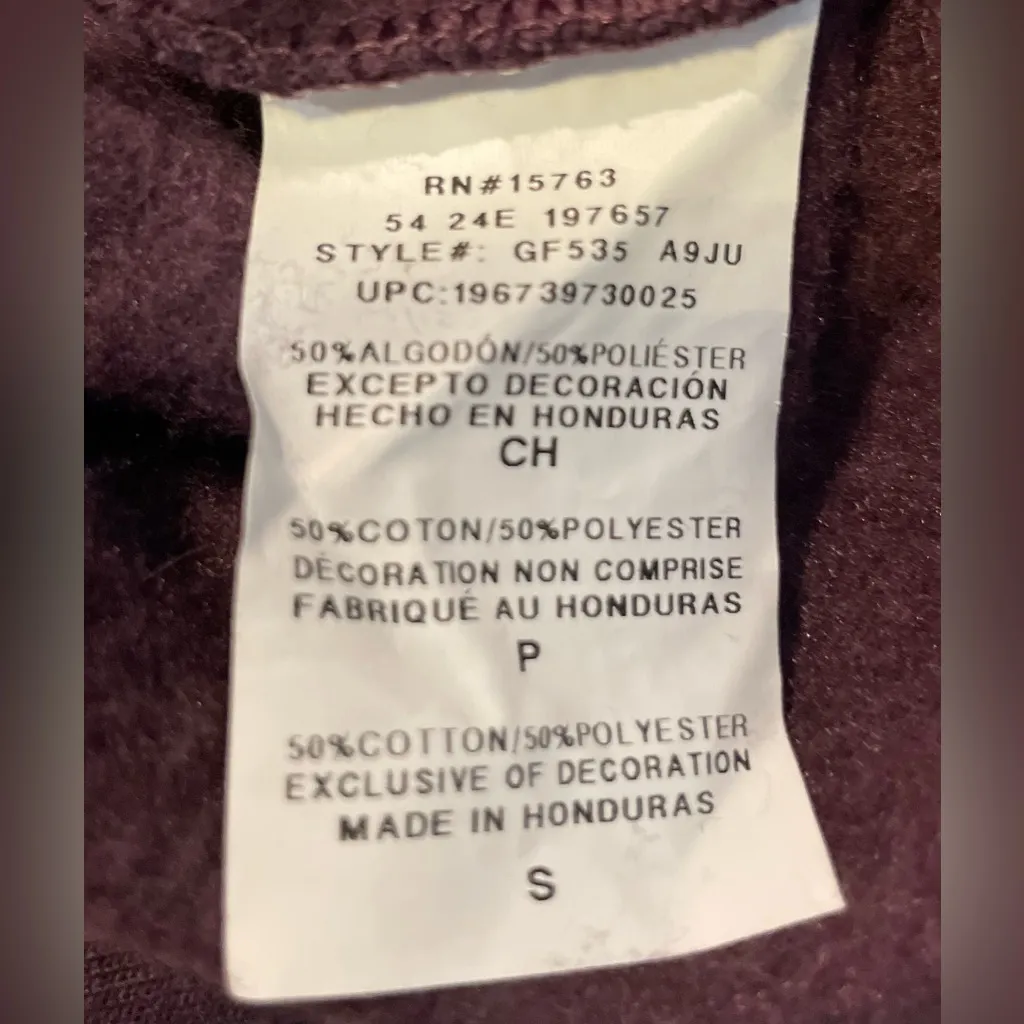 RN#15763
54 24E 197657
STYLE#: GF535 A9JU
UPC:196739730025
50%ALGODÓN/50%POLIÉSTER
EXCEPTO DECORACIÓN
HECHO EN HONDURAS
CH
50%COTON/50%POLYESTER
DÉCORATION NON COMPRISE
FABRIQUÉ AU HONDURAS
P
50%COTTON/50%POLYESTER
EXCLUSIVE OF DECORATION
MADE IN HONDURAS
S